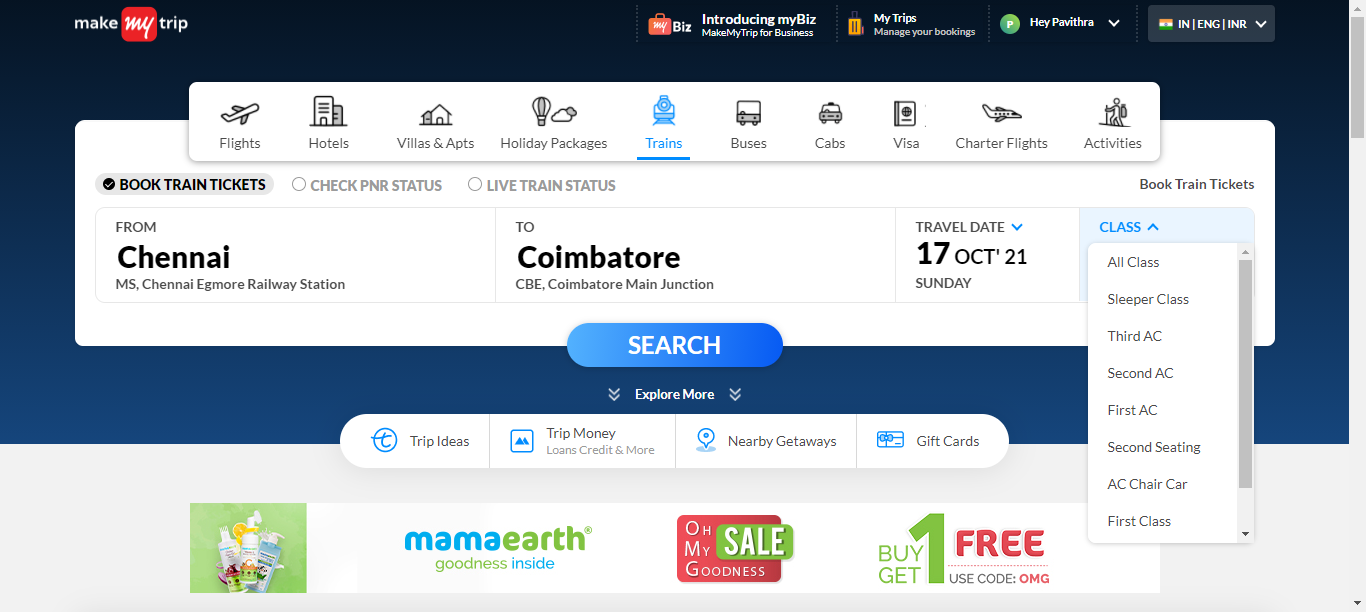 make my trip
my Biz
Introducing myBiz
MakeMyTrip for Business
My Trips
Manage your bookings
P
Hey Pavithra
IN | ENG | INR
Flights
Hotels
Villas & Apts
Holiday Packages
Trains
Buses
Cabs
Visa
Charter Flights
Activities
BOOK TRAIN TICKETS
CHECK PNR STATUS
LIVE TRAIN STATUS
Book Train Tickets
FROM
Chennai
MS, Chennai Egmore Railway Station
TO
Coimbatore
CBE, Coimbatore Main Junction
TRAVEL DATE
17 OCT' 21
SUNDAY
CLASS
All Class
Sleeper Class
Third AC
Second AC
First AC
Second Seating
AC Chair Car
First Class
SEARCH
Explore More
Trip Ideas
Trip Money
Loans Credit & More
Nearby Getaways
Gift Cards
mamaearth®
goodness inside
OH
MY
GOODNESS
SALE
BUY 1
GET
FREE
USE CODE: OMG